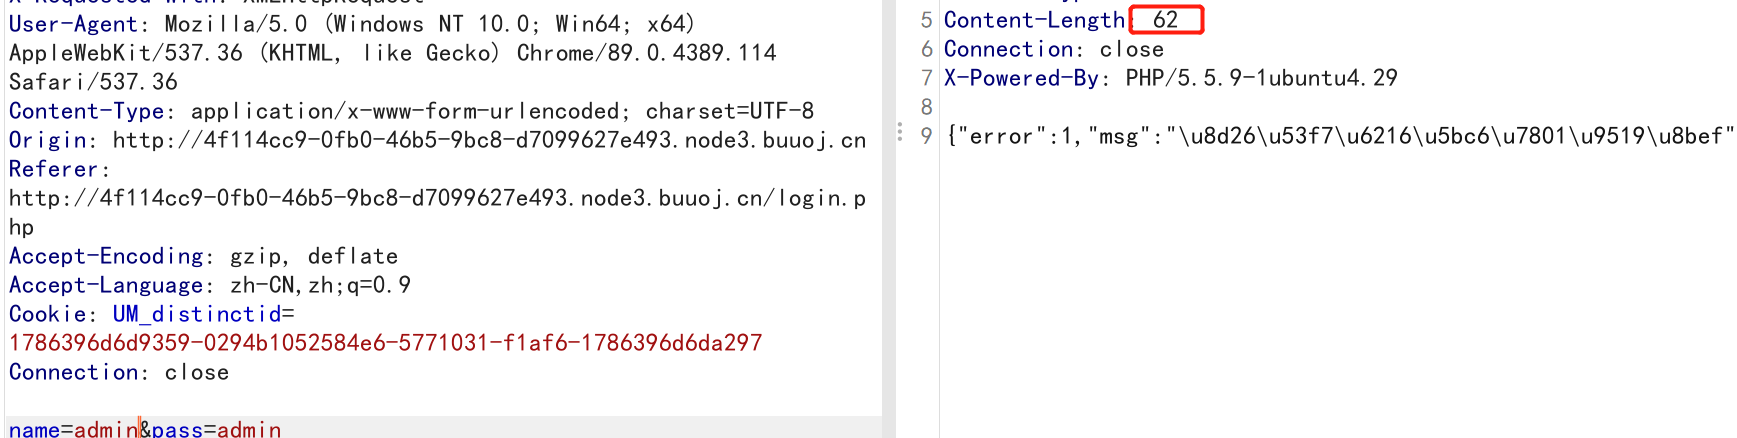 X-Requested-With: XMLHttpRequest
User-Agent: Mozilla/5.0 (Windows NT 10.0; Win64; x64)
AppleWebKit/537.36 (KHTML, like Gecko) Chrome/89.0.4389.114
Safari/537.36
Content-Type: application/x-www-form-urlencoded; charset=UTF-8
Origin: http://4f114cc9-0fb0-46b5-9bc8-d7099627e493.node3.buuoj.cn
Referer:
http://4f114cc9-0fb0-46b5-9bc8-d7099627e493.node3.buuoj.cn/login.p
hp
Accept-Encoding: gzip, deflate
Accept-Language: zh-CN,zh;q=0.9
Cookie: UM_distinctid=
1786396d6d9359-0294b1052584e6-5771031-f1af6-1786396d6da297
Connection: close
name=admin&pass=admin
5 Content-Length: 62
6 Connection: close
7 X-Powered-By: PHP/5.5.9-1ubuntu4.29
8
9 {"error":1,"msg":"\u8d26\u53f7\u6216\u5bc6\u7801\u9519\u8bef"